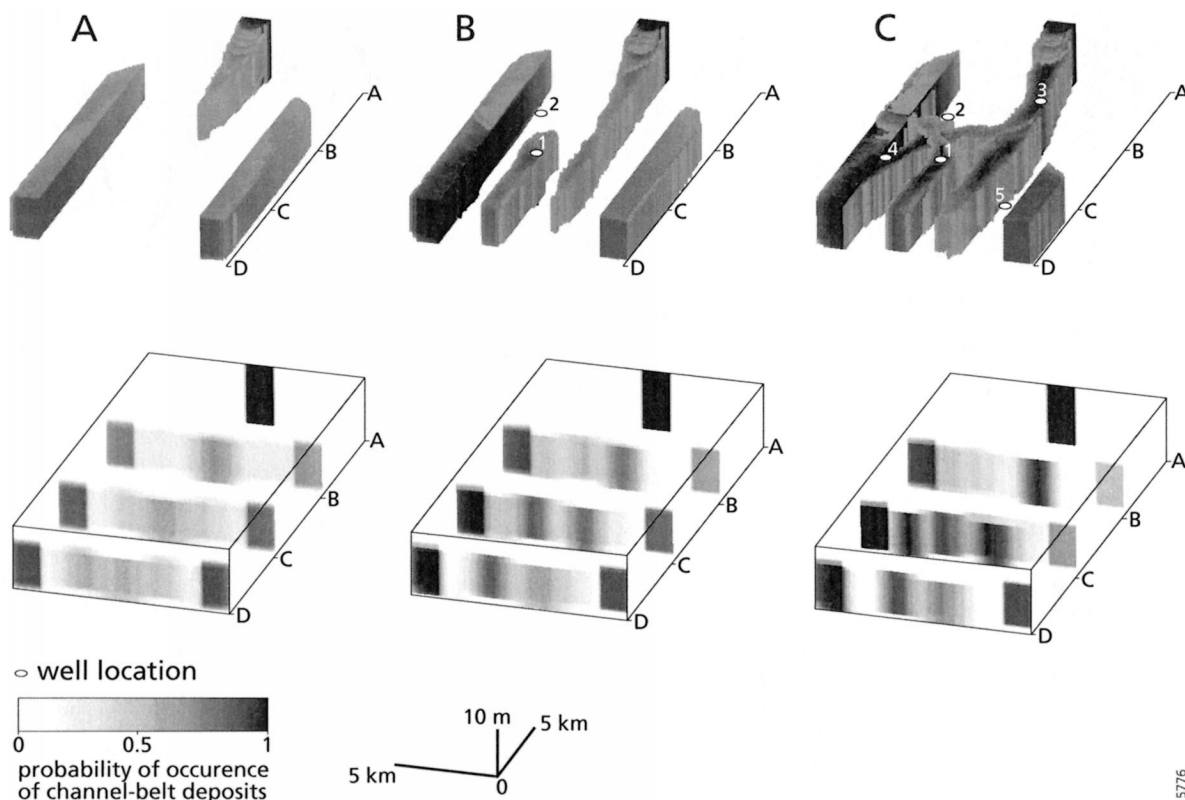 A B C
A
B
C
D
2
1
A
B
C
D
3
2
4
1
5
A
B
C
D
A
B
C
D
A
B
C
D
A
B
C
D
well location
0 0.5 1
probability of occurence
of channel-belt deposits
10 m
5 km
5 km
0
5776